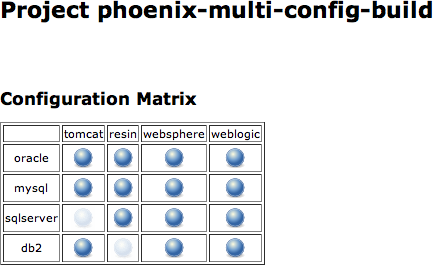 Project phoenix-multi-config-build
Configuration Matrix
tomcat resin websphere weblogic
oracle
mysql
sqlserver
db2